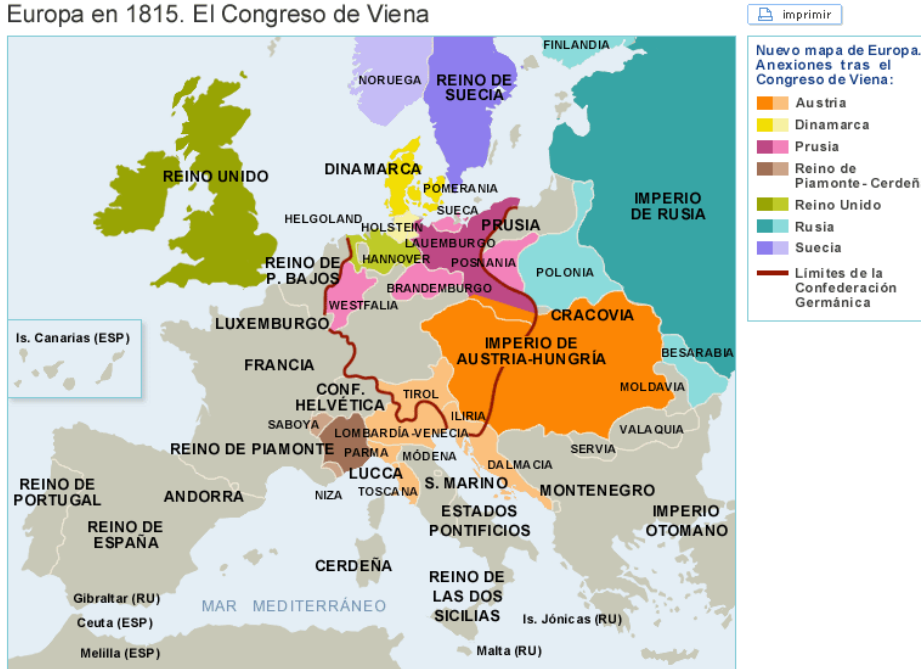 Europa en 1815. El Congreso de Viena
imprimir
Nuevo mapa de Europa.
Anexiones tras el
Congreso de Viena:
Austria
Dinamarca
Prusia
Reino de
Piamonte-Cerdeñ
Reino Unido
Rusia
Suecia
Límites de la
Confederación
Germánica
FINLANDIA
NORUEGA
REINO DE
SUECIA
REINO UNIDO
DINAMARCA
POMERANIA
SUECA
IMPERIO
DE RUSIA
HELGOLAND
HOLSTEIN
PRUSIA
LAUEMBURGO
HANNOVER
POSNANIA
REINO DE
P. BAJOS
POLONIA
BRANDEMBURGO
WESTFALIA
LUXEMBURGO
CRACOVIA
Is. Canarias (ESP)
IMPERIO DE
AUSTRIA-HUNGRÍA
BESARABIA
FRANCIA
MOLDAVIA
CONF.
HELVÉTICA
TIROL
ILIRIA
SABOYA
VALAQUIA
LOMBARDÍA-VENECIA
REINO DE PIAMONTE
PARMA
MÓDENA
SERVIA
DALMACIA
LUCCA
S. MARINO
MONTENEGRO
REINO DE
PORTUGAL
ANDORRA
NIZA
TOSCANA
ESTADOS
PONTIFICIOS
IMPERIO
OTOMANO
REINO DE
ESPAÑA
CERDEÑA
REINO DE
LAS DOS
SICILIAS
Gibraltar (RU)
MAR MEDITERRÁNEO
Is. Jónicas (RU)
Ceuta (ESP)
Melilla (ESP)
Malta (RU)